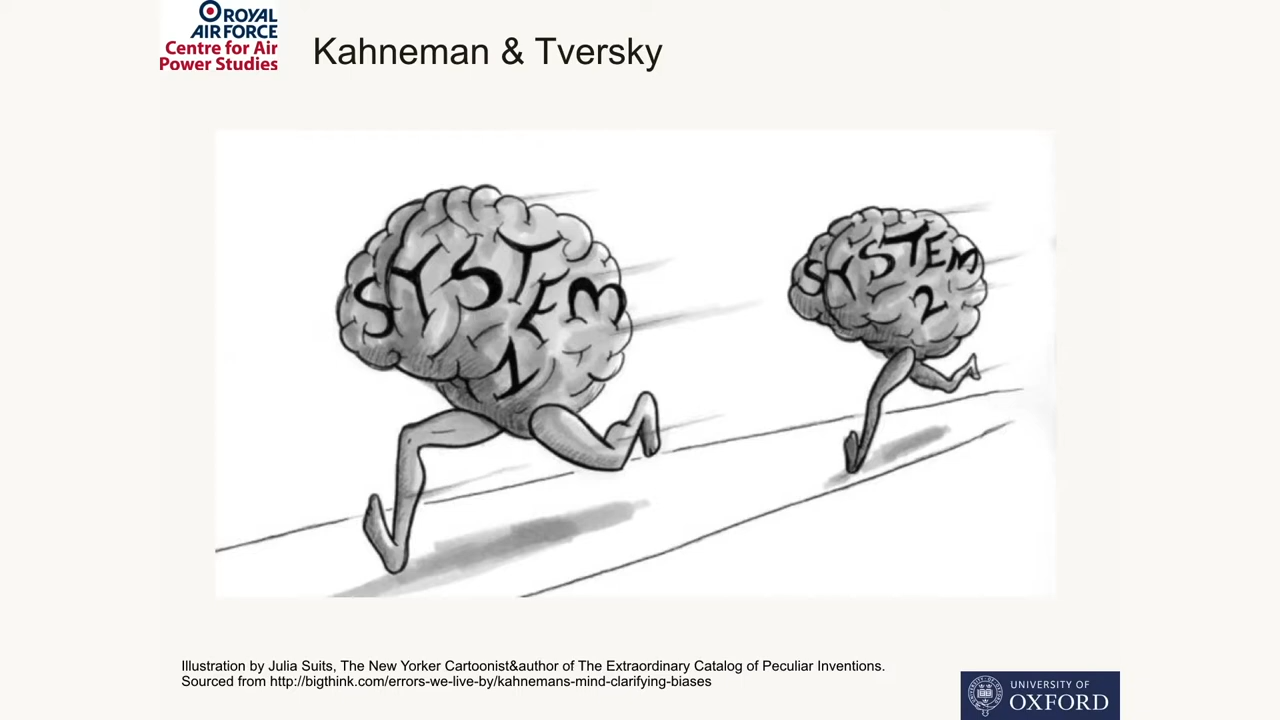 ROYAL
AIR FORCE
Centre for Air
Power Studies
Kahneman & Tversky
SYSTEM
1
SYSTEM
2
Illustration by Julia Suits, The New Yorker Cartoonist&author of The Extraordinary Catalog of Peculiar Inventions.
Sourced from http://bigthink.com/errors-we-live-by/kahnemans-mind-clarifying-biases
UNIVERSITY OF
OXFORD